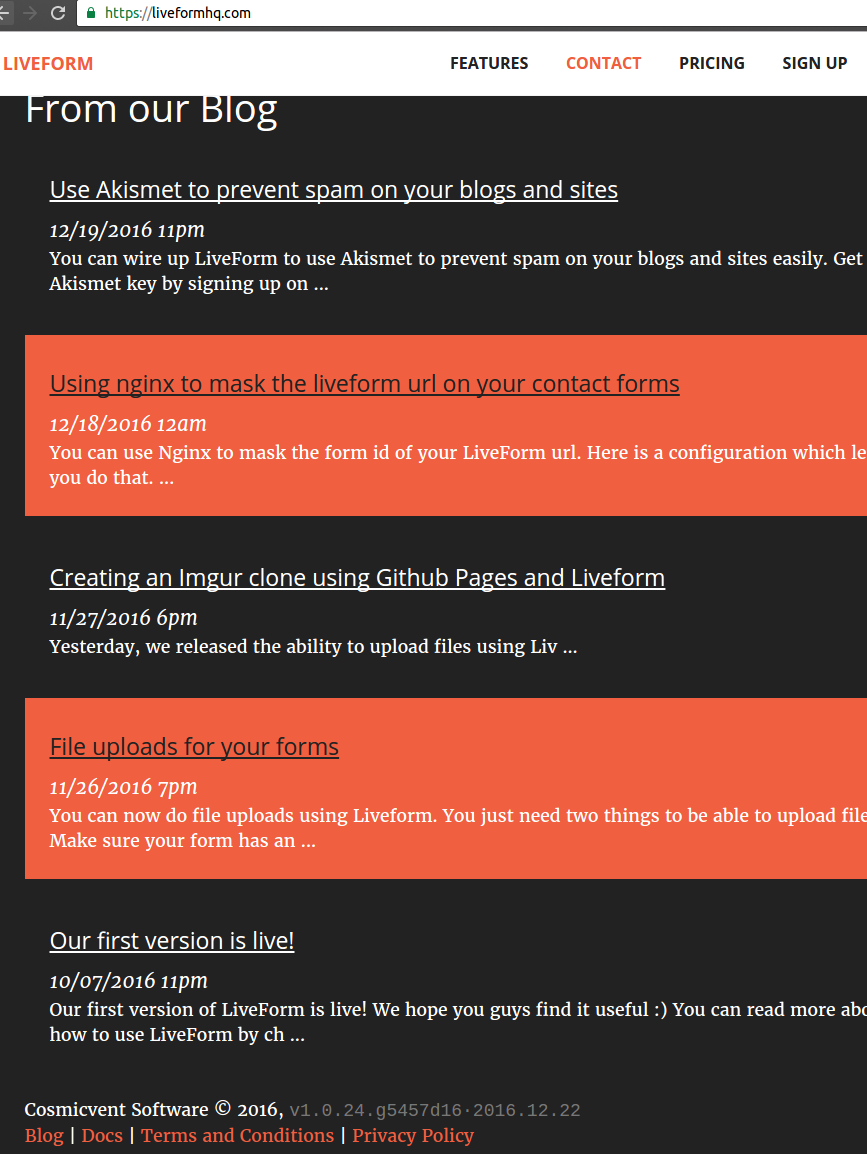 https://liveformhq.com
LIVEFORM FEATURES CONTACT PRICING SIGN UP
From our Blog
Use Akismet to prevent spam on your blogs and sites
12/19/2016 11pm
You can wire up LiveForm to use Akismet to prevent spam on your blogs and sites easily. Get
Akismet key by signing up on ...
Using nginx to mask the liveform url on your contact forms
12/18/2016 12am
You can use Nginx to mask the form id of your LiveForm url. Here is a configuration which le
you do that. ...
Creating an Imgur clone using Github Pages and Liveform
11/27/2016 6pm
Yesterday, we released the ability to upload files using Liv ...
File uploads for your forms
11/26/2016 7pm
You can now do file uploads using Liveform. You just need two things to be able to upload file
Make sure your form has an ...
Our first version is live!
10/07/2016 11pm
Our first version of LiveForm is live! We hope you guys find it useful :) You can read more abo
how to use LiveForm by ch ...
Cosmicvent Software © 2016, v1.0.24.g5457d16·2016.12.22
Blog | Docs | Terms and Conditions | Privacy Policy